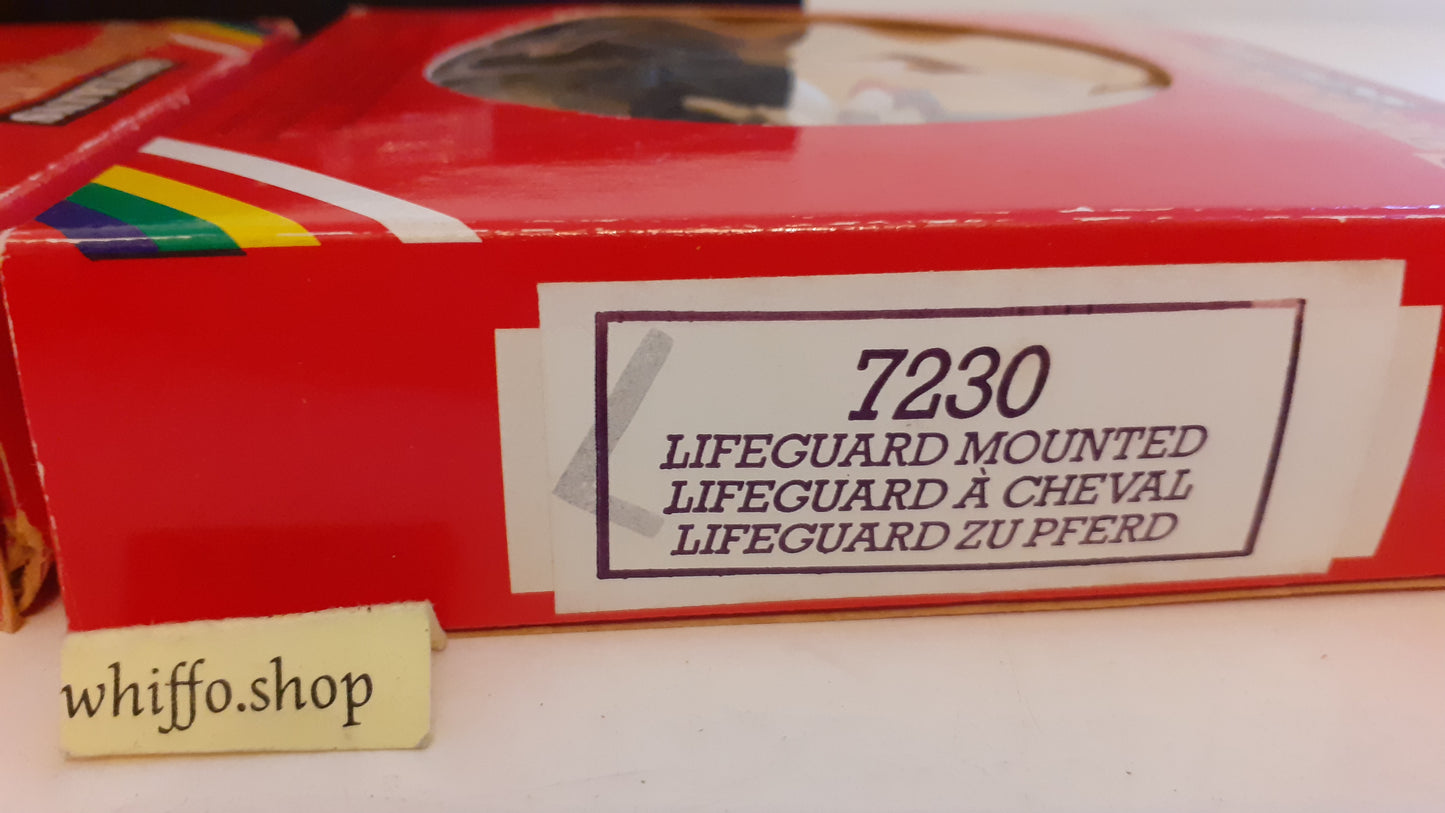 7230
LIFEGUARD MOUNTED
LIFEGUARD À CHEVAL
LIFEGUARD ZU PFERD
whiffo.shop